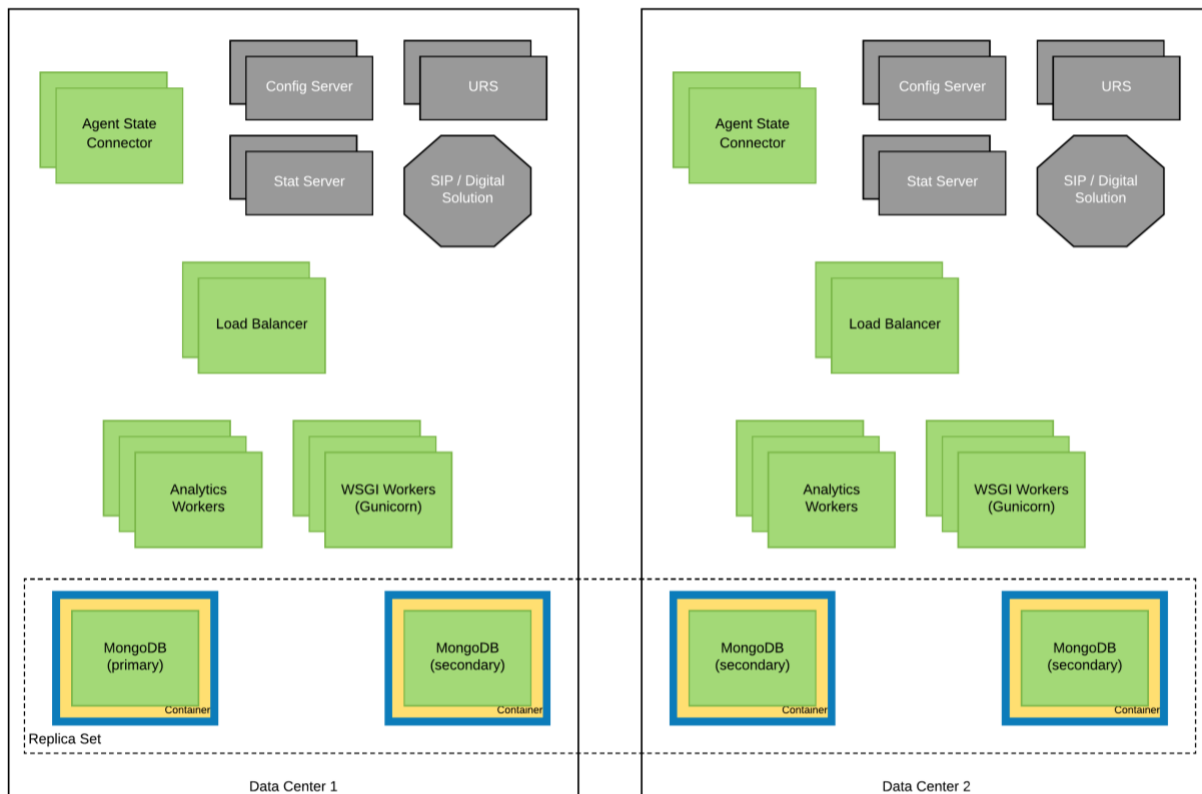 Config Server
URS
Agent State
Connector
Stat Server
SIP / Digital
Solution
Load Balancer
Analytics
Workers
WSGI Workers
(Gunicorn)
MongoDB
(primary)
Container
MongoDB
(secondary)
Container
Replica Set
Data Center 1
Config Server
URS
Agent State
Connector
Stat Server
SIP / Digital
Solution
Load Balancer
Analytics
Workers
WSGI Workers
(Gunicorn)
MongoDB
(secondary)
Container
MongoDB
(secondary)
Container
Data Center 2